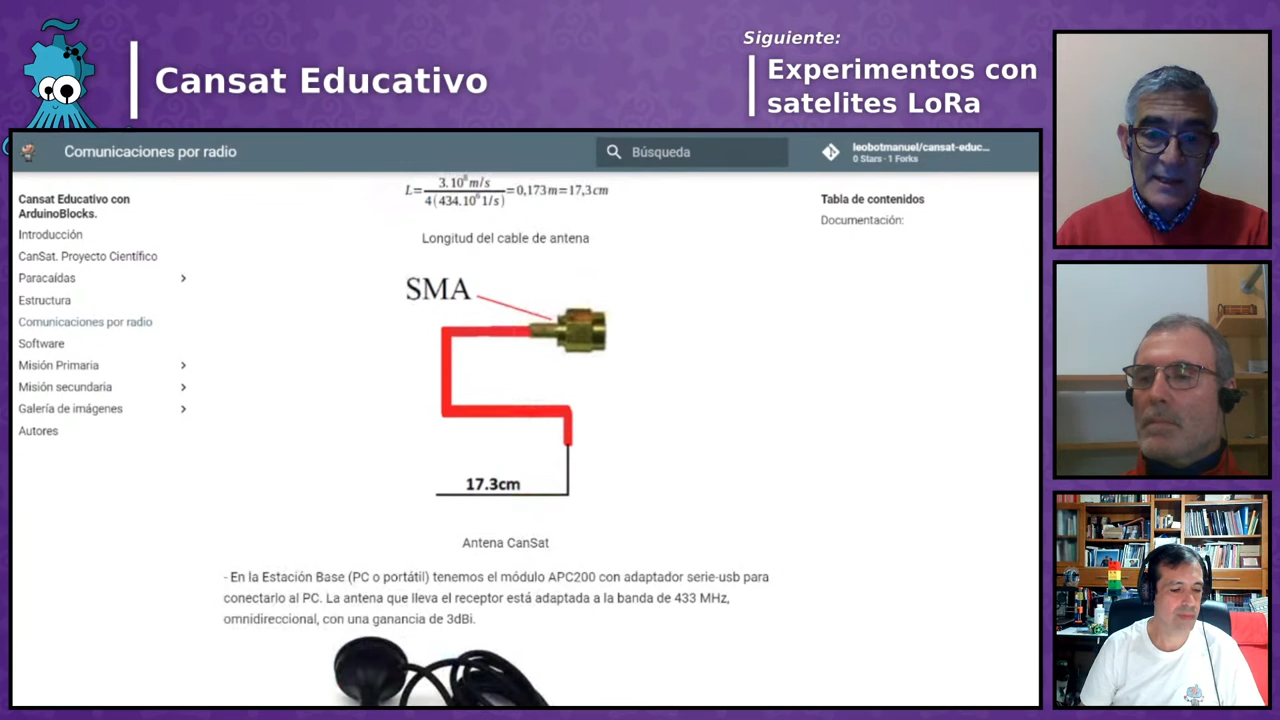 Cansat Educativo
Siguiente:
Experimentos con
satelites LoRa
Comunicaciones por radio
Búsqueda
leobotmanuel/cansat-educ...
0 Stars · 1 Forks
Cansat Educativo con
ArduinoBlocks.
Introducción
CanSat. Proyecto Científico
Paracaídas
Estructura
Comunicaciones por radio
Software
Misión Primaria
Misión secundaria
Galería de imágenes
Autores
L = 3.10⁸ m/s / 4(434.10⁶ 1/s) = 0,173 m = 17,3 cm
Longitud del cable de antena
SMA
17.3cm
Antena CanSat
- En la Estación Base (PC o portátil) tenemos el módulo APC200 con adaptador serie-usb para
conectarlo al PC. La antena que lleva el receptor está adaptada a la banda de 433 MHz,
omnidireccional, con una ganancia de 3dBi.
Tabla de contenidos
Documentación: